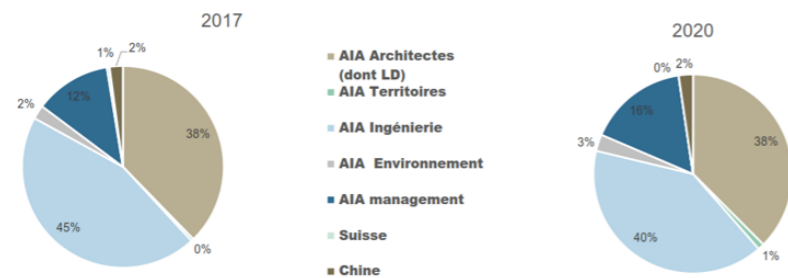 2017
1%
2%
12%
2%
38%
45%
0%
AIA Architectes
(dont LD)
AIA Territoires
AIA Ingénierie
AIA Environnement
AIA management
Suisse
Chine
2020
0%
2%
16%
3%
38%
40%
1%